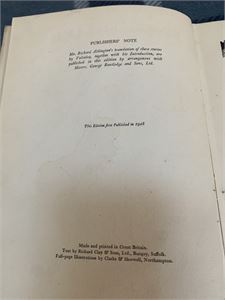 PUBLISHERS' NOTE
Mr. Richard Aldington's translation of these stories
by Voltaire, together with his Introduction, are
published in this edition by arrangement with
Messrs. George Routledge and Sons, Ltd.
This Edition first Published in 1928
Made and printed in Great Britain.
Text by Richard Clay & Sons, Ltd., Bungay, Suffolk.
Full-page Illustrations by Clarke & Sherwell, Northampton.